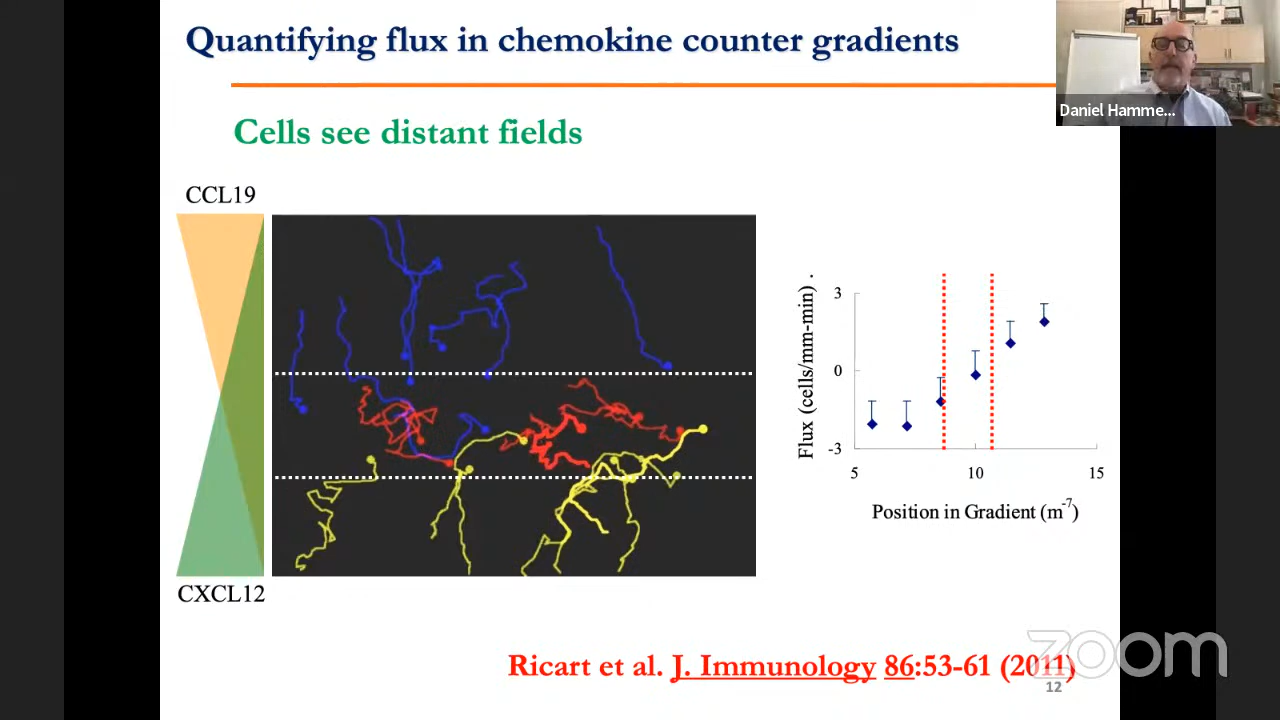 Quantifying flux in chemokine counter gradients
Daniel Hamme...
Cells see distant fields
CCL19
CXCL12
Flux (cells/mm-min) .
3
0
-3
5
10
15
Position in Gradient (m⁻⁷)
zoom
Ricart et al. J. Immunology 86:53-61 (2011)
12